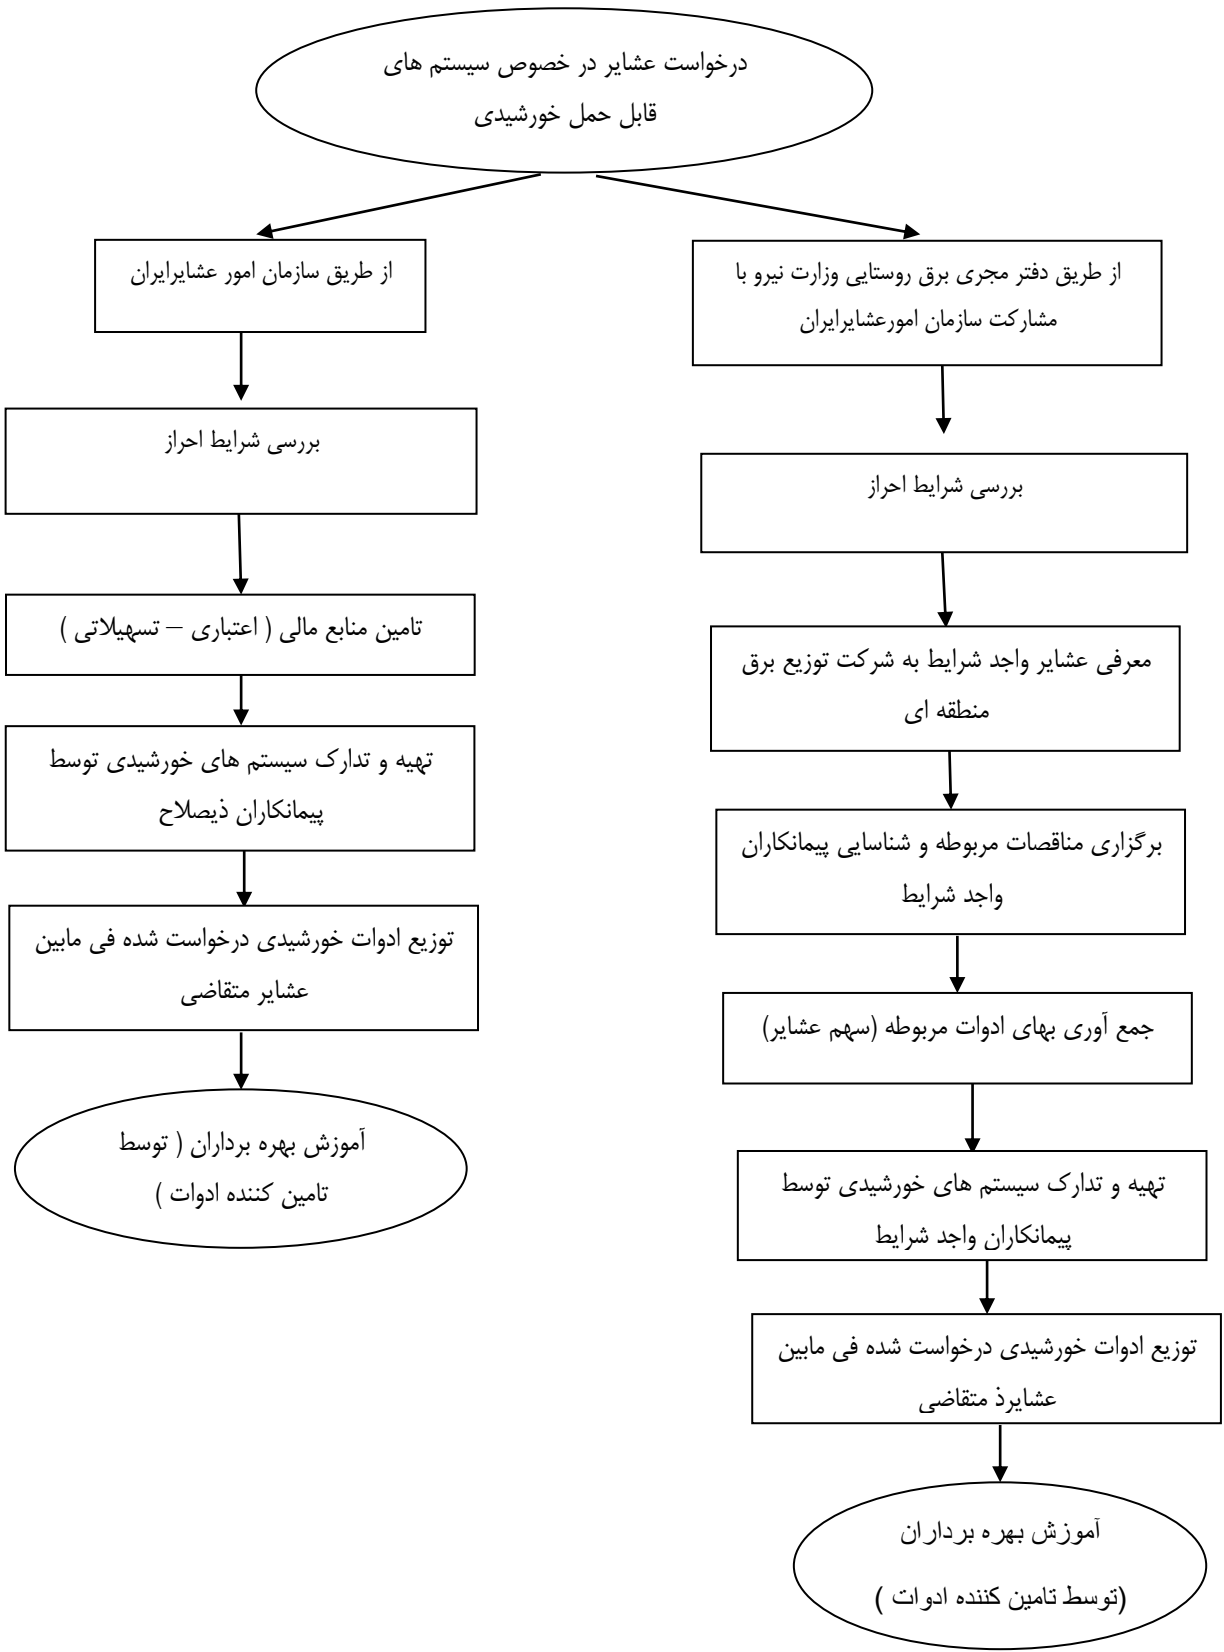 درخواست عشایر در خصوص سیستم های
قابل حمل خورشیدی
از طریق دفتر مجری برق روستایی وزارت نیرو با
مشارکت سازمان امورعشایرایران
بررسی شرایط احراز
معرفی عشایر واجد شرایط به شرکت توزیع برق
منطقه ای
برگزاری مناقصات مربوطه و شناسایی پیمانکاران
واجد شرایط
جمع آوری بهای ادوات مربوطه (سهم عشایر)
تهیه و تدارک سیستم های خورشیدی توسط
پیمانکاران واجد شرایط
توزیع ادوات خورشیدی درخواست شده فی مابین
عشایرذ متقاضی
آموزش بهره برداران
(توسط تامین کننده ادوات )
از طریق سازمان امور عشایرایران
بررسی شرایط احراز
تامین منابع مالی ( اعتباری – تسهیلاتی )
تهیه و تدارک سیستم های خورشیدی توسط
پیمانکاران ذیصلاح
توزیع ادوات خورشیدی درخواست شده فی مابین
عشایر متقاضی
آموزش بهره برداران ( توسط
تامین کننده ادوات )